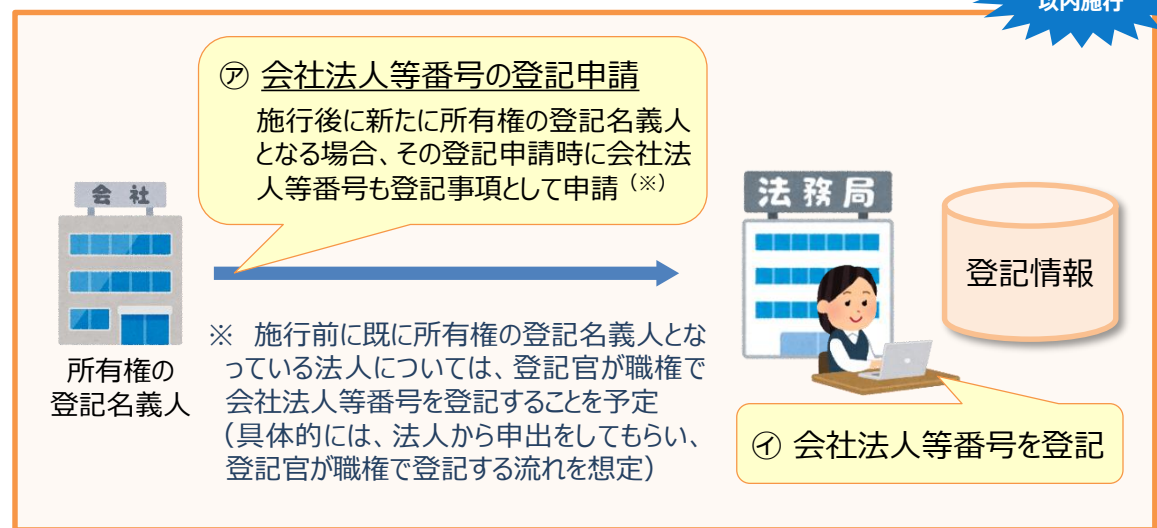 以内施行
㋐ 会社法人等番号の登記申請
施行後に新たに所有権の登記名義人
となる場合、その登記申請時に会社法
人等番号も登記事項として申請（※）
会社
法務局
登記情報
所有権の
登記名義人
※　施行前に既に所有権の登記名義人とな
っている法人については、登記官が職権で
会社法人等番号を登記することを予定
（具体的には、法人から申出をしてもらい、
登記官が職権で登記する流れを想定）
㋑ 会社法人等番号を登記